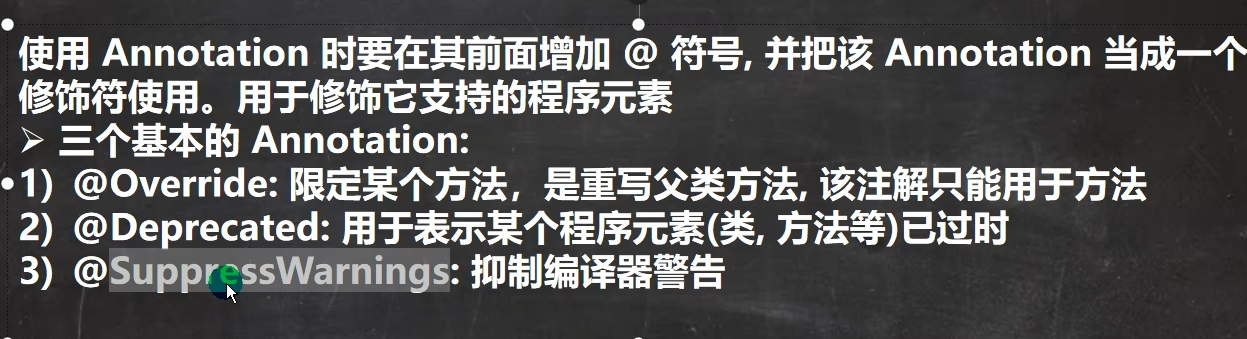 使用 Annotation 时要在其前面增加 @ 符号, 并把该 Annotation 当成一个
修饰符使用。用于修饰它支持的程序元素
➢ 三个基本的 Annotation:
1) @Override: 限定某个方法，是重写父类方法, 该注解只能用于方法
2) @Deprecated: 用于表示某个程序元素(类, 方法等)已过时
3) @SuppressWarnings: 抑制编译器警告